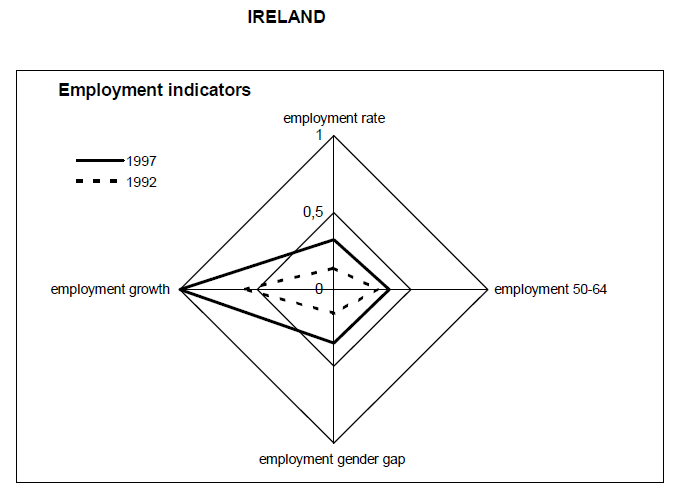 IRELAND
Employment indicators
employment rate
1
1997
1992
0,5
employment growth
0
employment 50-64
employment gender gap